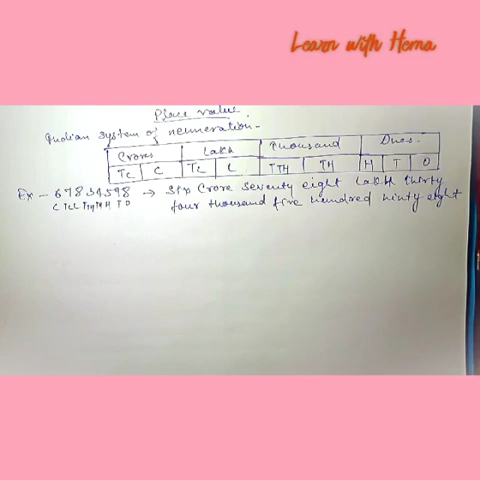 Learn with Hema
Place value
Indian system of numeration -
Crores Lakh Thousand Ones
TC C TL L TTH TH H T O
Ex - 67834598 → Six Crore seventy eight Lakh thirty
C TL L TTH TH H T O four thousand five hundred ninty eight